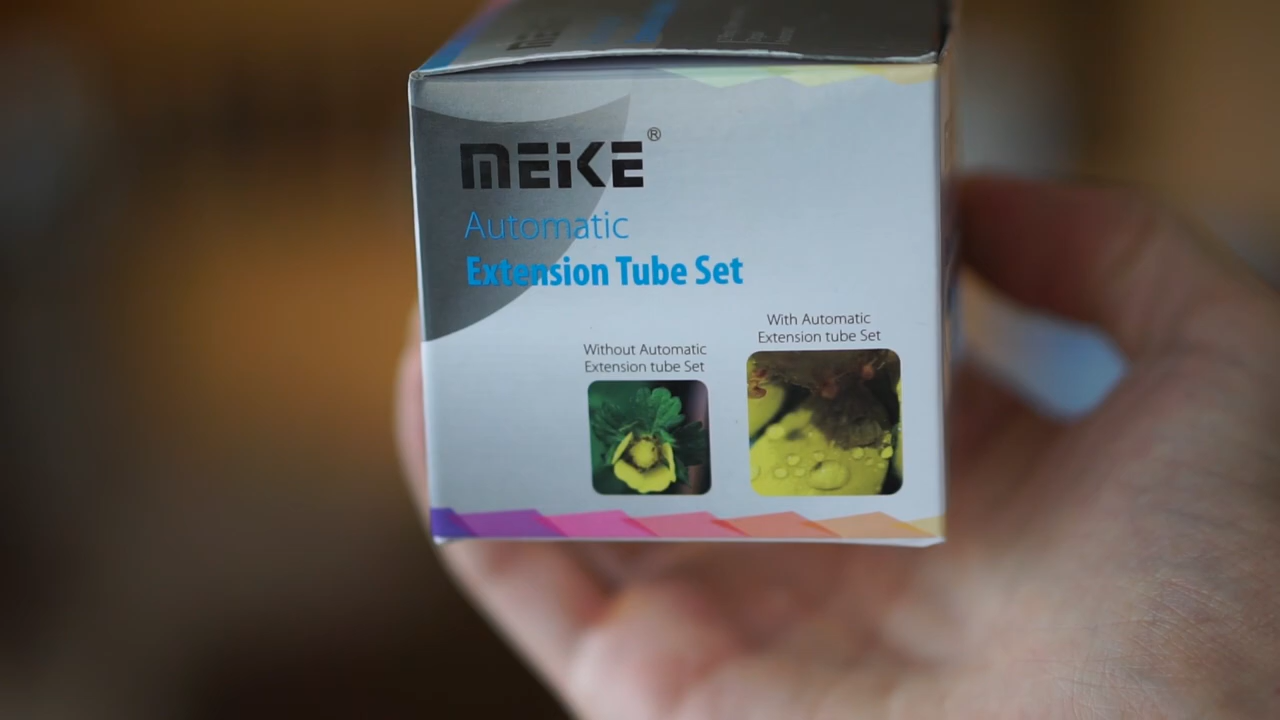 MEiKE®
Automatic
Extension Tube Set
Without Automatic
Extension tube Set
With Automatic
Extension tube Set